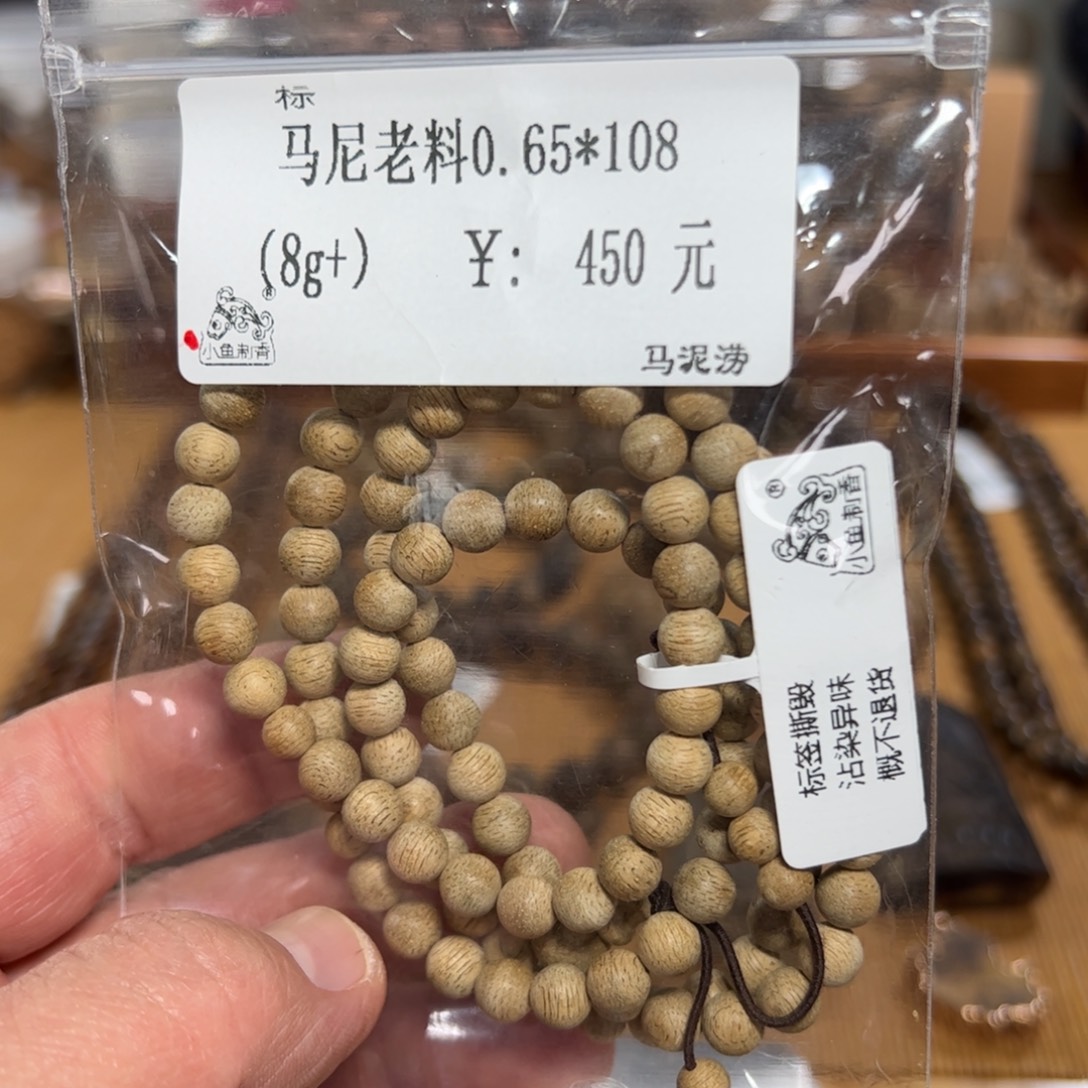 标
马尼老料0.65*108
(8g+) ¥: 450 元
®
小鱼制香
马泥涝
®
小鱼制香
标签撕毁
沾染异味
概不退货